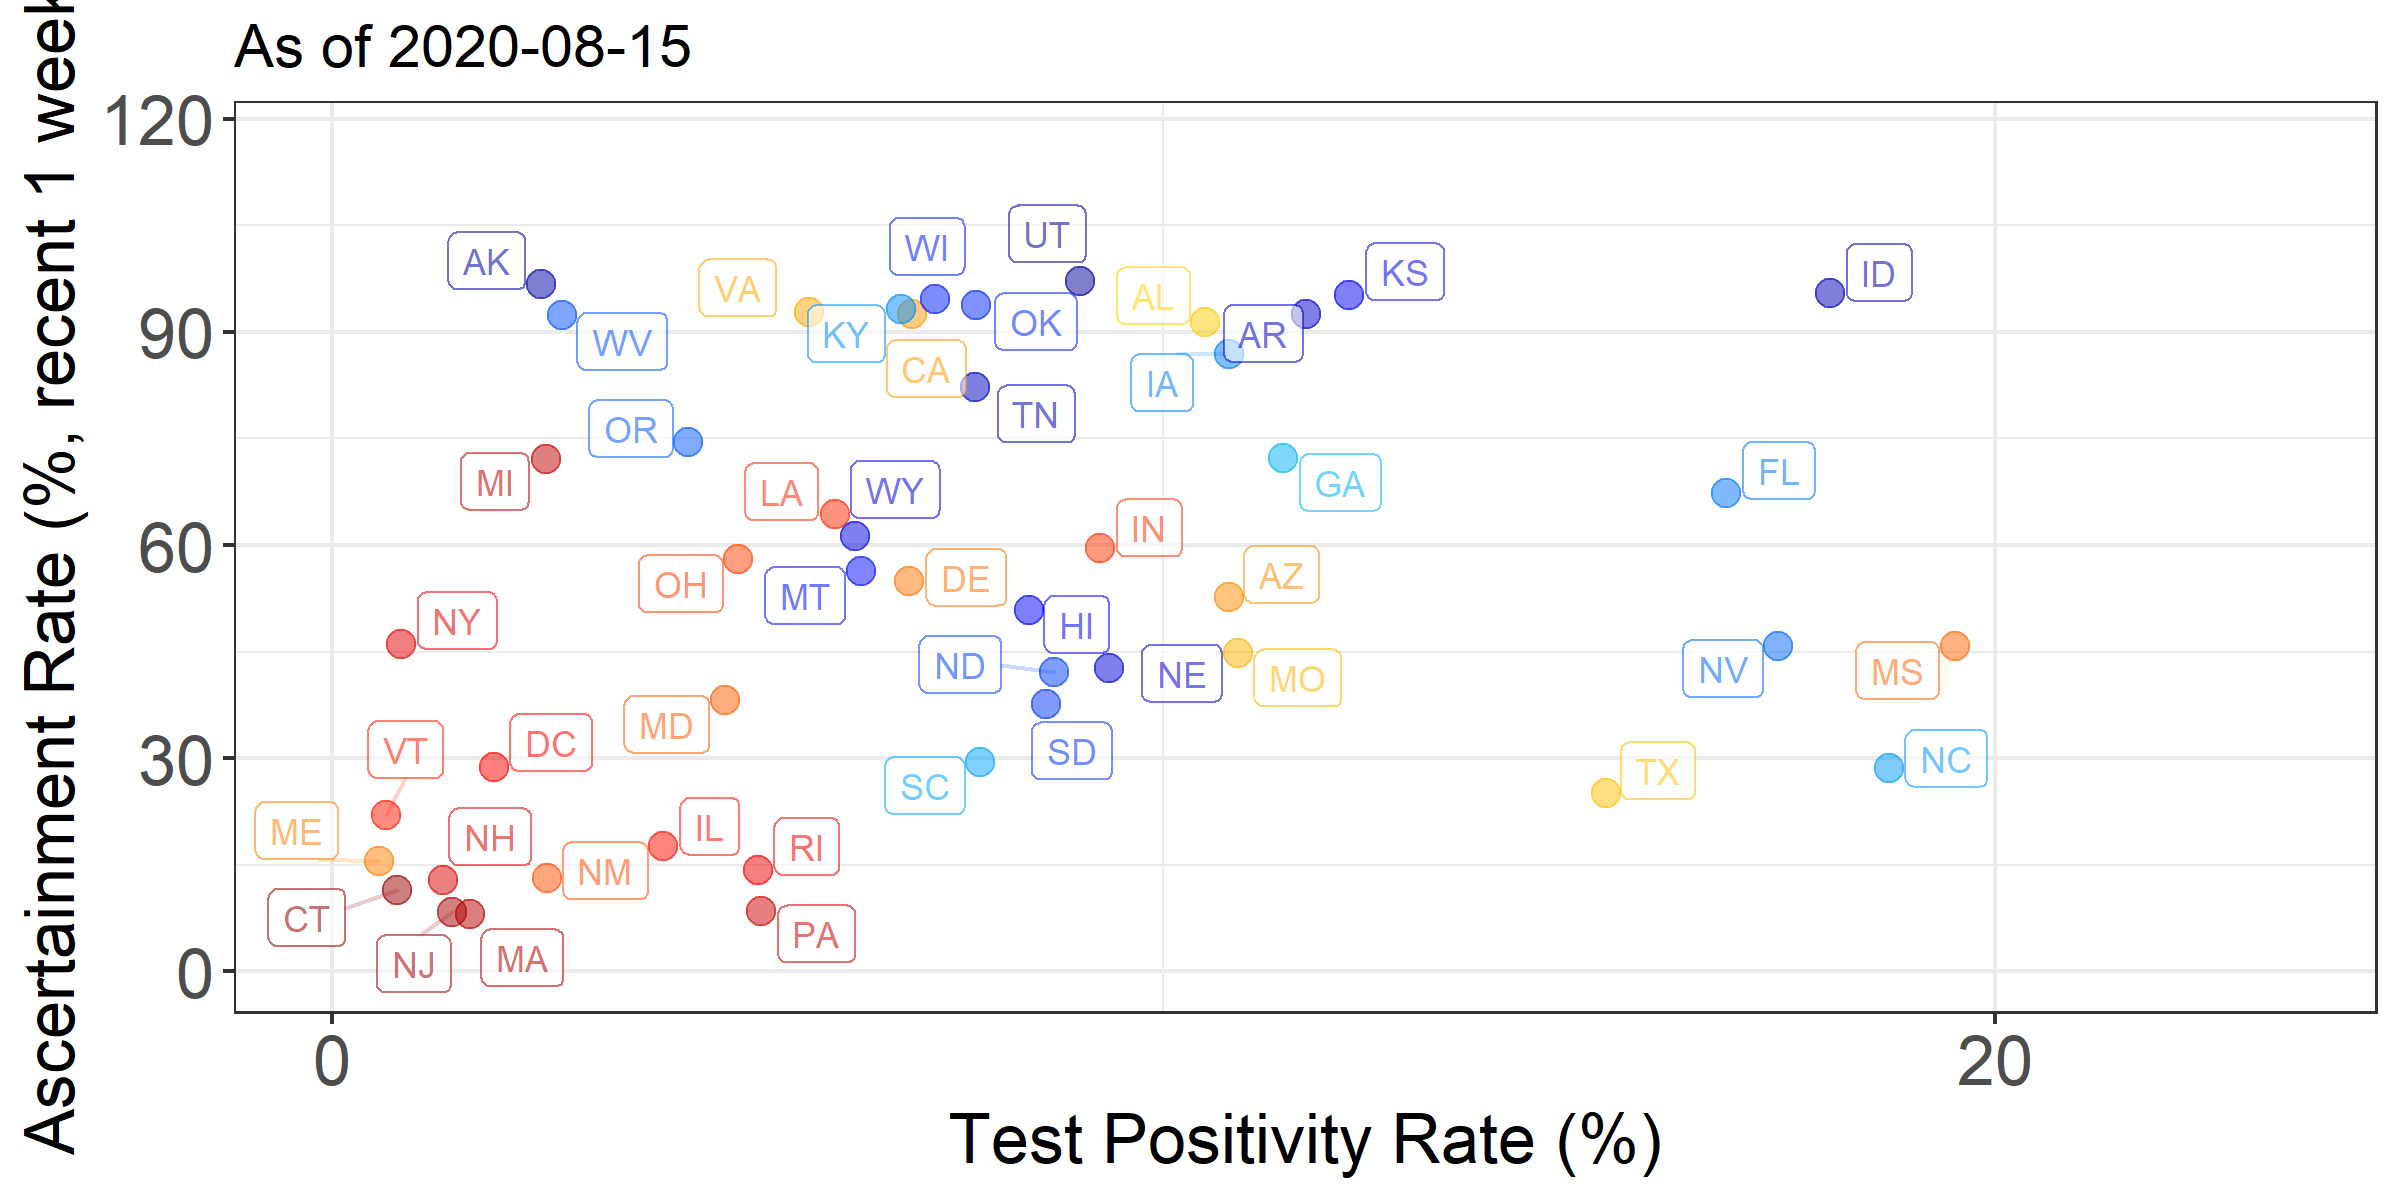 As of 2020-08-15
Ascertainment Rate (%, recent 1 week
120
90
60
30
0
UT
WI
AK
KS
ID
VA
AL
OK
KY
AR
WV
CA
IA
TN
OR
FL
MI
GA
LA
WY
IN
AZ
DE
OH
MT
NY
HI
ND
NV
MS
NE
MO
MD
DC
VT
SD
NC
TX
SC
IL
ME
NH
RI
NM
CT
PA
MA
NJ
0
20
Test Positivity Rate (%)